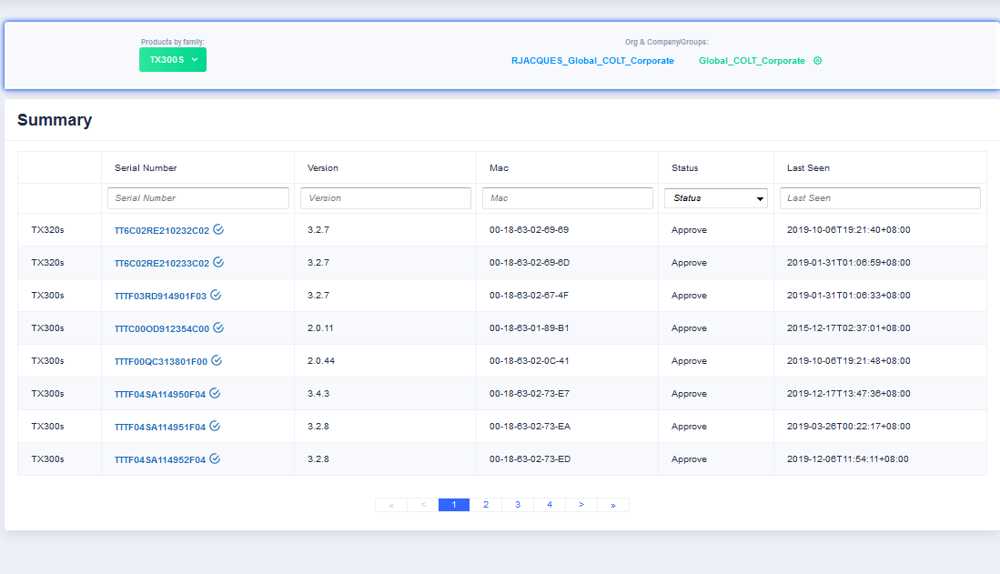 Products by family:
Org & Company/Groups:
TX300S
RJACQUES_Global_COLT_Corporate Global_COLT_Corporate
Summary
Serial Number Version Mac Status Last Seen
Serial Number Version Mac Status Last Seen
TX320s TT6C02RE210232C02 3.2.7 00-18-63-02-69-69 Approve 2019-10-06T19:21:40+08:00
TX320s TT6C02RE210233C02 3.2.7 00-18-63-02-69-6D Approve 2019-01-31T01:06:59+08:00
TX300s TTTF03RD914901F03 3.2.7 00-18-63-02-67-4F Approve 2019-01-31T01:06:33+08:00
TX300s TTTC00OD912354C00 2.0.11 00-18-63-01-89-B1 Approve 2015-12-17T02:37:01+08:00
TX300s TTTF00QC313801F00 2.0.44 00-18-63-02-0C-41 Approve 2019-10-06T19:21:48+08:00
TX300s TTTF04SA114950F04 3.4.3 00-18-63-02-73-E7 Approve 2019-12-17T13:47:36+08:00
TX300s TTTF04SA114951F04 3.2.8 00-18-63-02-73-EA Approve 2019-03-26T00:22:17+08:00
TX300s TTTF04SA114952F04 3.2.8 00-18-63-02-73-ED Approve 2019-12-06T11:54:11+08:00
« < 1 2 3 4 > »